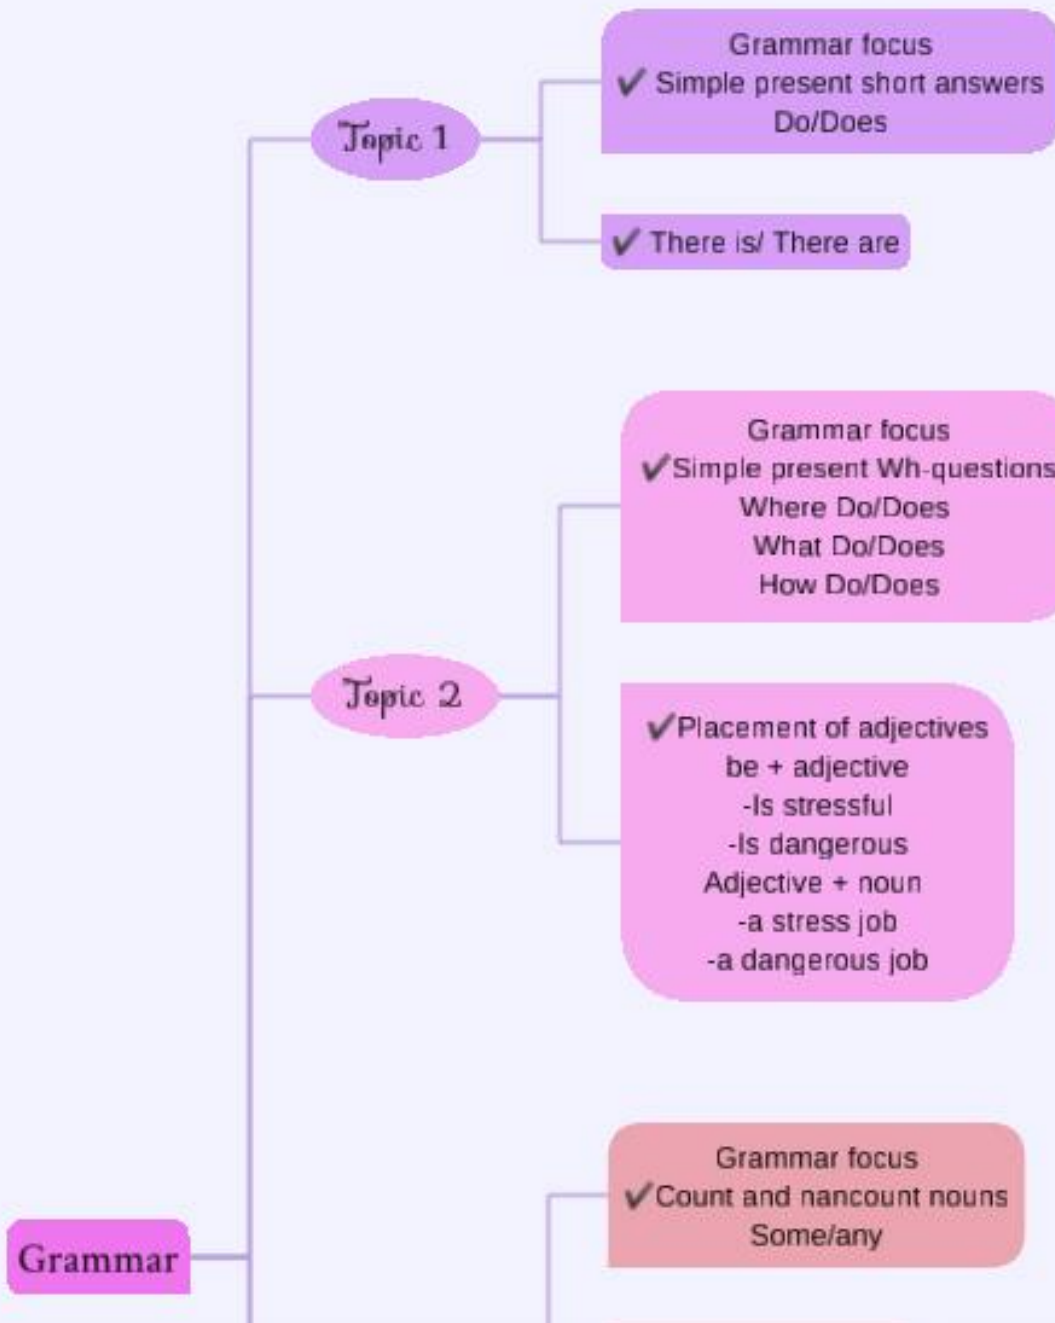 Grammar focus
✔ Simple present short answers
Do/Does
Topic 1
✔ There is/ There are
Grammar focus
✔Simple present Wh-questions
Where Do/Does
What Do/Does
How Do/Does
Topic 2
✔Placement of adjectives
be + adjective
-Is stressful
-Is dangerous
Adjective + noun
-a stress job
-a dangerous job
Grammar focus
✔Count and nancount nouns
Some/any
Grammar